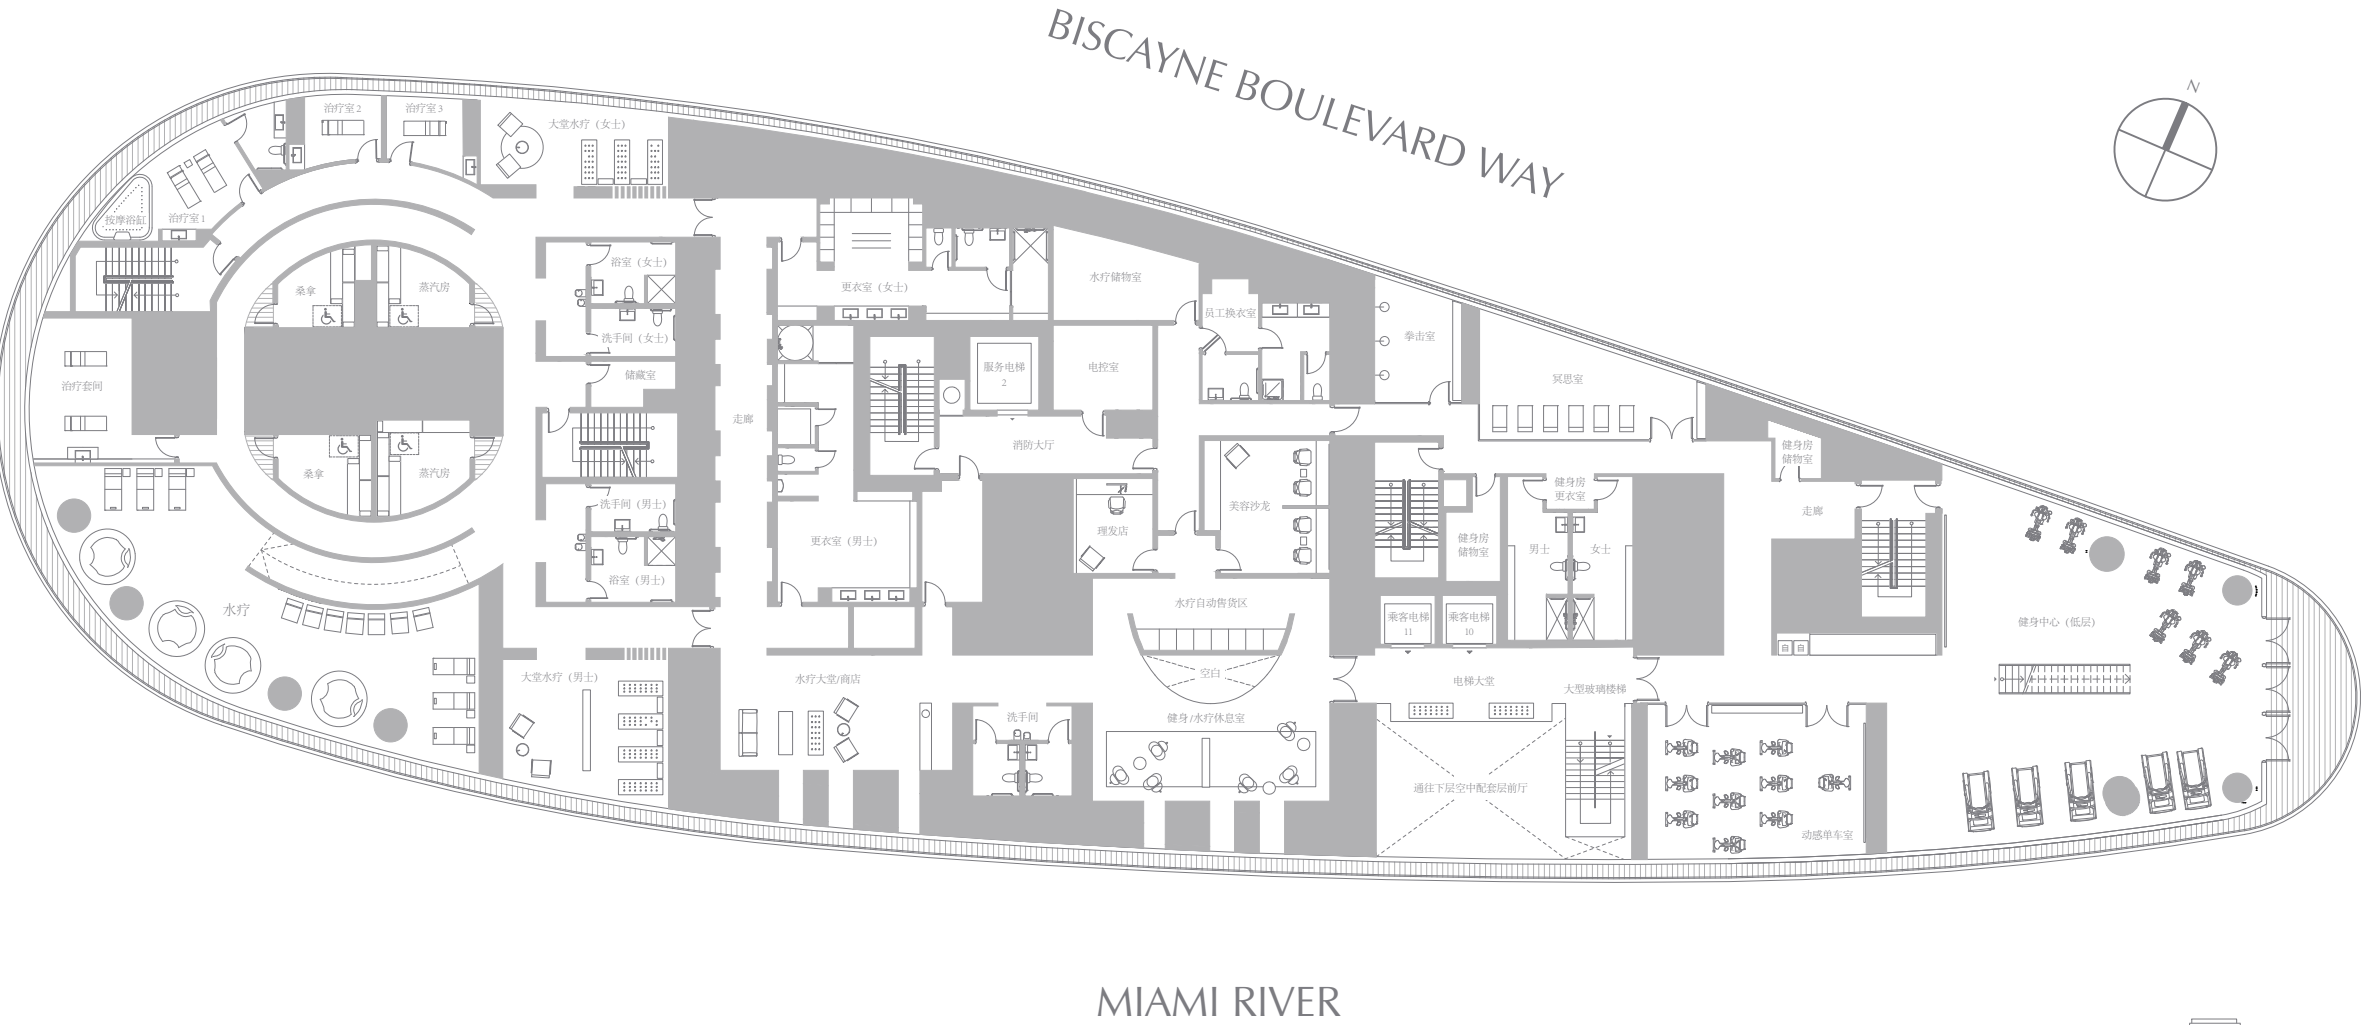 BISCAYNE BOULEVARD WAY
N
治疗室 2
治疗室 3
大堂水疗（女士）
按摩浴缸
治疗室 1
桑拿
蒸汽房
浴室（女士）
洗手间（女士）
储藏室
更衣室（女士）
水疗储物室
员工换衣室
拳击室
冥思室
治疗套间
服务电梯
2
电控室
走廊
消防大厅
健身房
储物室
桑拿
蒸汽房
洗手间（男士）
浴室（男士）
更衣室（男士）
理发店
美容沙龙
健身房
更衣室
健身房
储物室
男士
女士
走廊
水疗
水疗自动售货区
乘客电梯
11
乘客电梯
10
健身中心（低层）
自
自
大堂水疗（男士）
水疗大堂/商店
空白
电梯大堂
大型玻璃楼梯
洗手间
健身/水疗休息室
通往下层空中配套层前厅
动感单车室
MIAMI RIVER